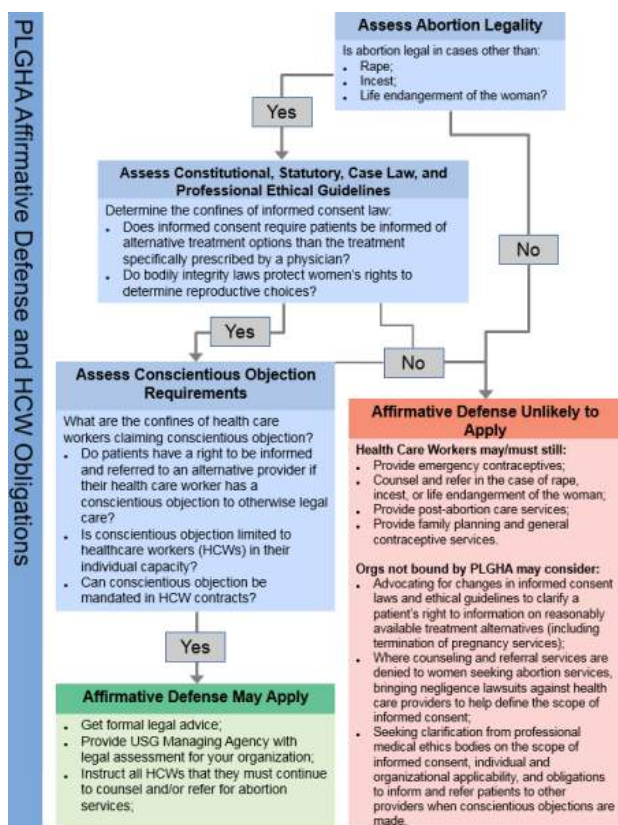 PLGHA Affirmative Defense and HCW Obligations
Assess Abortion Legality
Is abortion legal in cases other than:
• Rape;
• Incest;
• Life endangerment of the woman?
Yes
Assess Constitutional, Statutory, Case Law, and
Professional Ethical Guidelines
Determine the confines of informed consent law:
• Does informed consent require patients be informed of
alternative treatment options than the treatment
specifically prescribed by a physician?
• Do bodily integrity laws protect women's rights to
determine reproductive choices?
No
Yes
No
Assess Conscientious Objection
Requirements
What are the confines of health care
workers claiming conscientious objection?
• Do patients have a right to be informed
and referred to an alternative provider if
their health care worker has a
conscientious objection to otherwise legal
care?
• Is conscientious objection limited to
healthcare workers (HCWs) in their
individual capacity?
• Can conscientious objection be
mandated in HCW contracts?
Yes
Affirmative Defense May Apply
• Get formal legal advice;
• Provide USG Managing Agency with
legal assessment for your organization;
• Instruct all HCWs that they must continue
to counsel and/or refer for abortion
services;
Affirmative Defense Unlikely to
Apply
Health Care Workers may/must still:
• Provide emergency contraceptives;
• Counsel and refer in the case of rape,
incest, or life endangerment of the woman;
• Provide post-abortion care services;
• Provide family planning and general
contraceptive services.
Orgs not bound by PLGHA may consider:
• Advocating for changes in informed consent
laws and ethical guidelines to clarify a
patient's right to information on reasonably
available treatment alternatives (including
termination of pregnancy services);
• Where counseling and referral services are
denied to women seeking abortion services,
bringing negligence lawsuits against health
care providers to help define the scope of
informed consent;
• Seeking clarification from professional
medical ethics bodies on the scope of
informed consent, individual and
organizational applicability, and obligations
to inform and refer patients to other
providers when conscientious objections are
made.